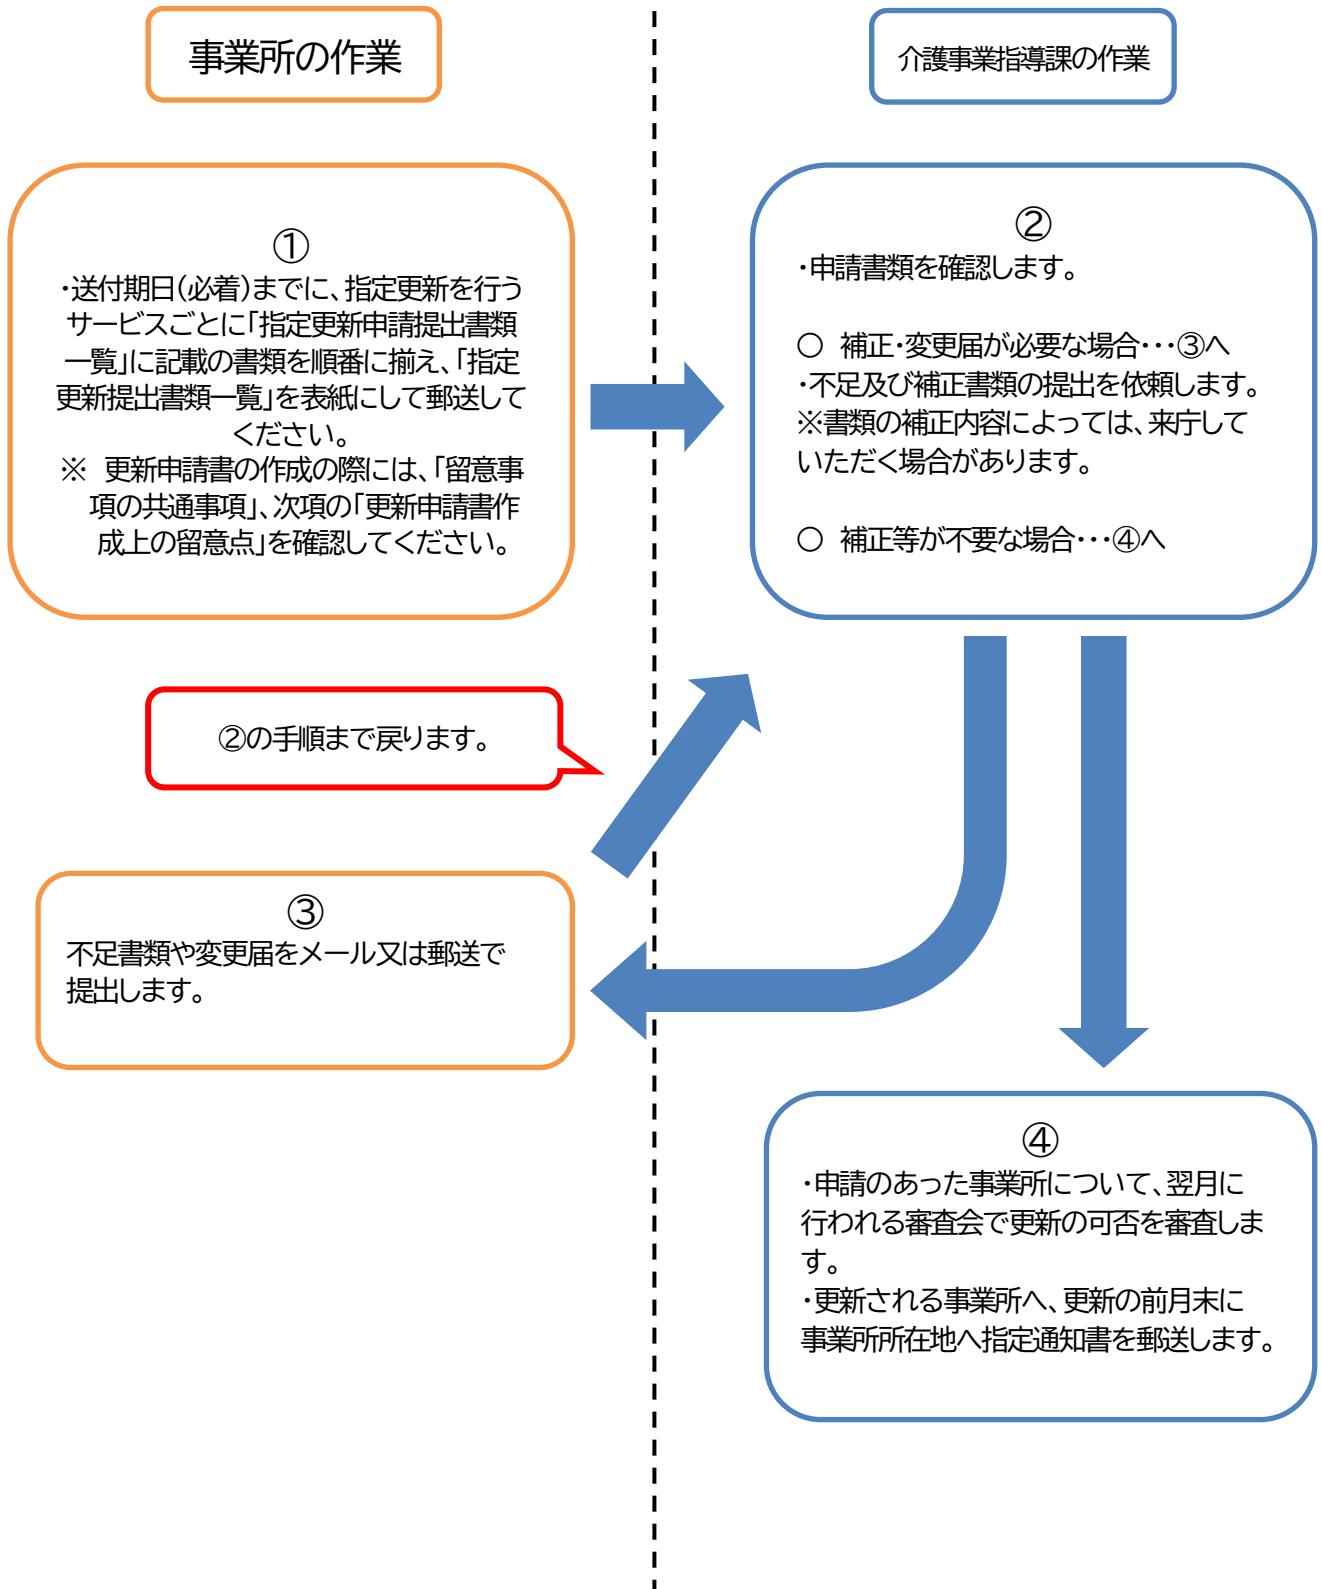 事業所の作業
介護事業指導課の作業
①
・送付期日(必着)までに、指定更新を行う
サービスごとに「指定更新申請提出書類
一覧」に記載の書類を順番に揃え、「指定
更新提出書類一覧」を表紙にして郵送して
ください。
※ 更新申請書の作成の際には、「留意事
項の共通事項」、次項の「更新申請書作
成上の留意点」を確認してください。
②
・申請書類を確認します。
○ 補正・変更届が必要な場合・・・③へ
・不足及び補正書類の提出を依頼します。
※書類の補正内容によっては、来庁して
いただく場合があります。
○ 補正等が不要な場合・・・④へ
②の手順まで戻ります。
③
不足書類や変更届をメール又は郵送で
提出します。
④
・申請のあった事業所について、翌月に
行われる審査会で更新の可否を審査しま
す。
・更新される事業所へ、更新の前月末に
事業所所在地へ指定通知書を郵送します。